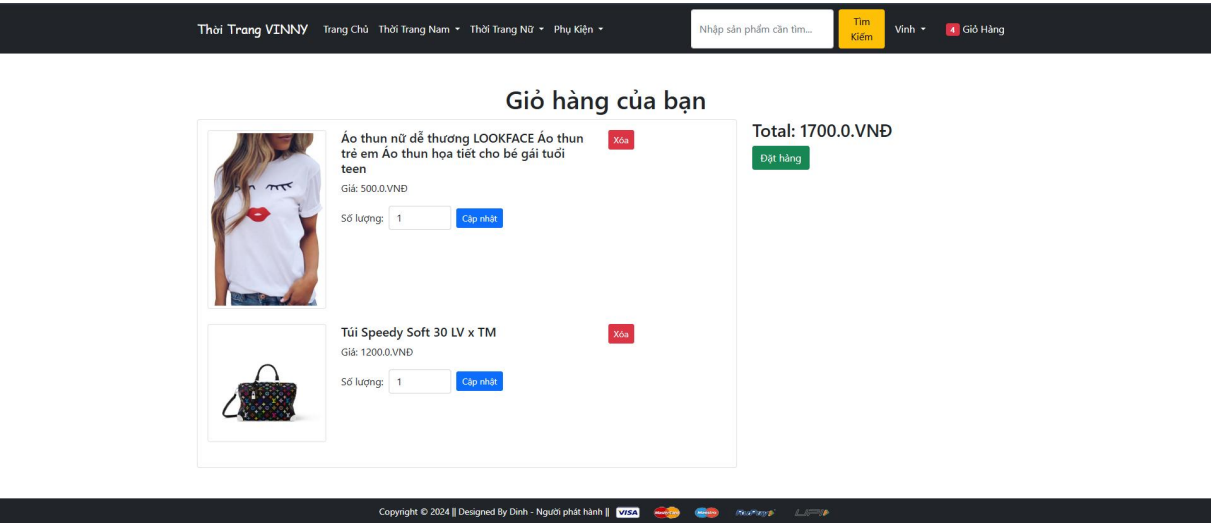 Thời Trang VINNY Trang Chủ Thời Trang Nam Thời Trang Nữ Phụ Kiện Nhập sản phẩm cần tìm... Tìm
Kiếm Vinh 4 Giỏ Hàng
Giỏ hàng của bạn
Áo thun nữ dễ thương LOOKFACE Áo thun
trẻ em Áo thun họa tiết cho bé gái tuổi
teen
Xóa
Giá: 500.0.VNĐ
Số lượng: 1 Cập nhật
Túi Speedy Soft 30 LV x TM
Xóa
Giá: 1200.0.VNĐ
Số lượng: 1 Cập nhật
Total: 1700.0.VNĐ
Đặt hàng
Copyright © 2024 || Designed By Dinh - Người phát hành || VISA MasterCard Maestro RuPay UPI